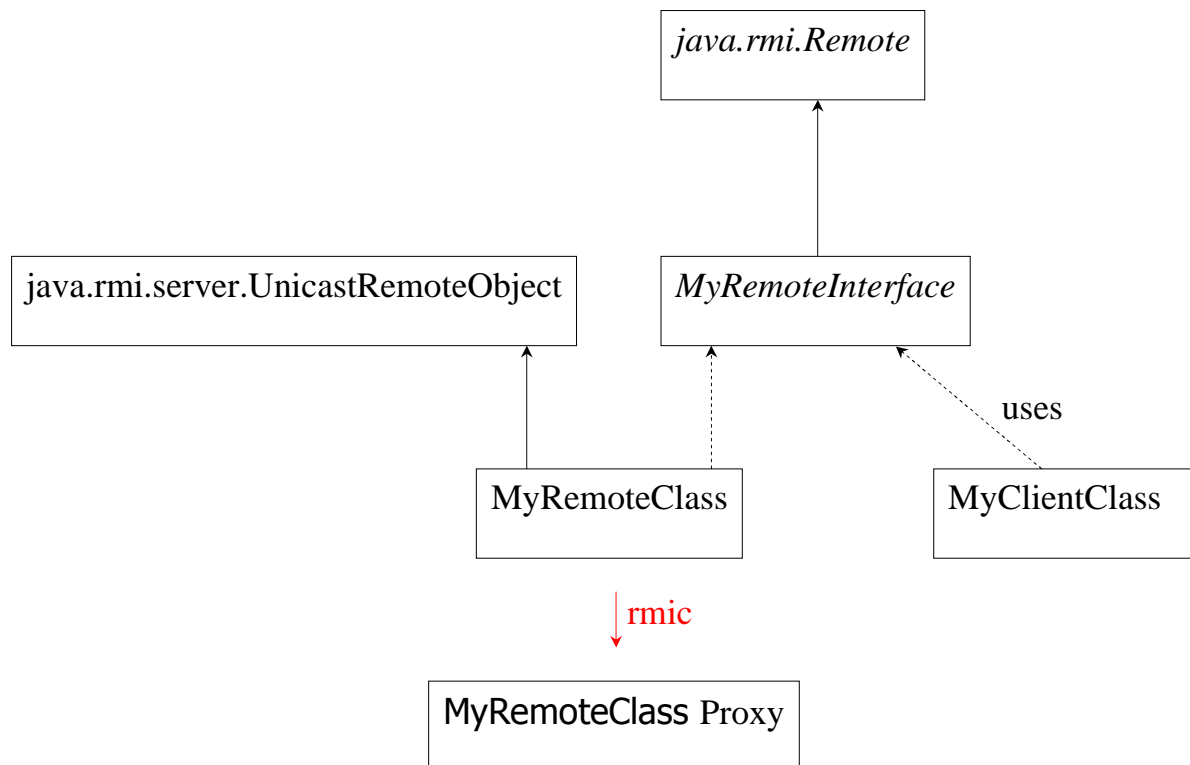 java.rmi.Remote
java.rmi.server.UnicastRemoteObject
MyRemoteInterface
uses
MyRemoteClass
MyClientClass
rmic
MyRemoteClass Proxy